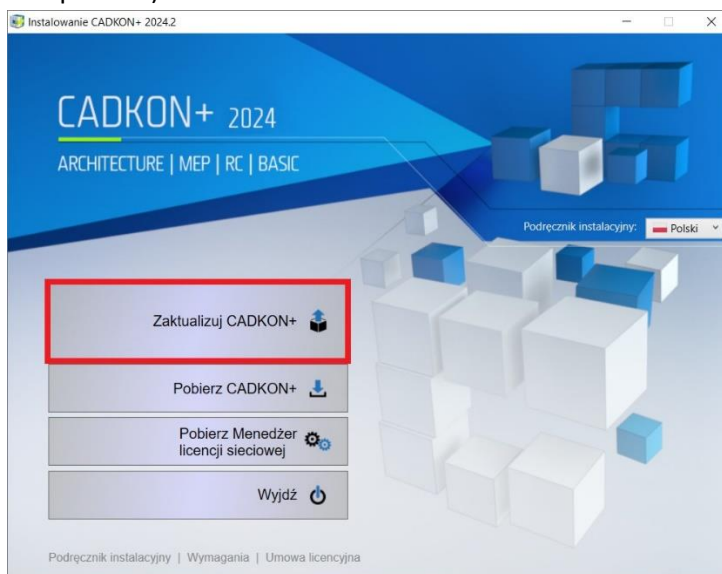 Instalowanie CADKON+ 2024.2
CADKON+ 2024
ARCHITECTURE | MEP | RC | BASIC
Podręcznik instalacyjny: Polski
Zaktualizuj CADKON+
Pobierz CADKON+
Pobierz Menedżer
licencji sieciowej
Wyjdź
Podręcznik instalacyjny | Wymagania | Umowa licencyjna